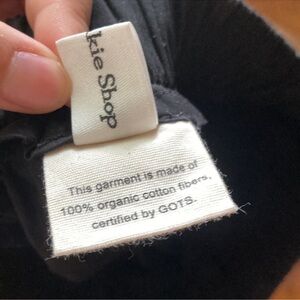 kie Shop
This garment is made of
100% organic cotton fibers,
certified by GOTS.